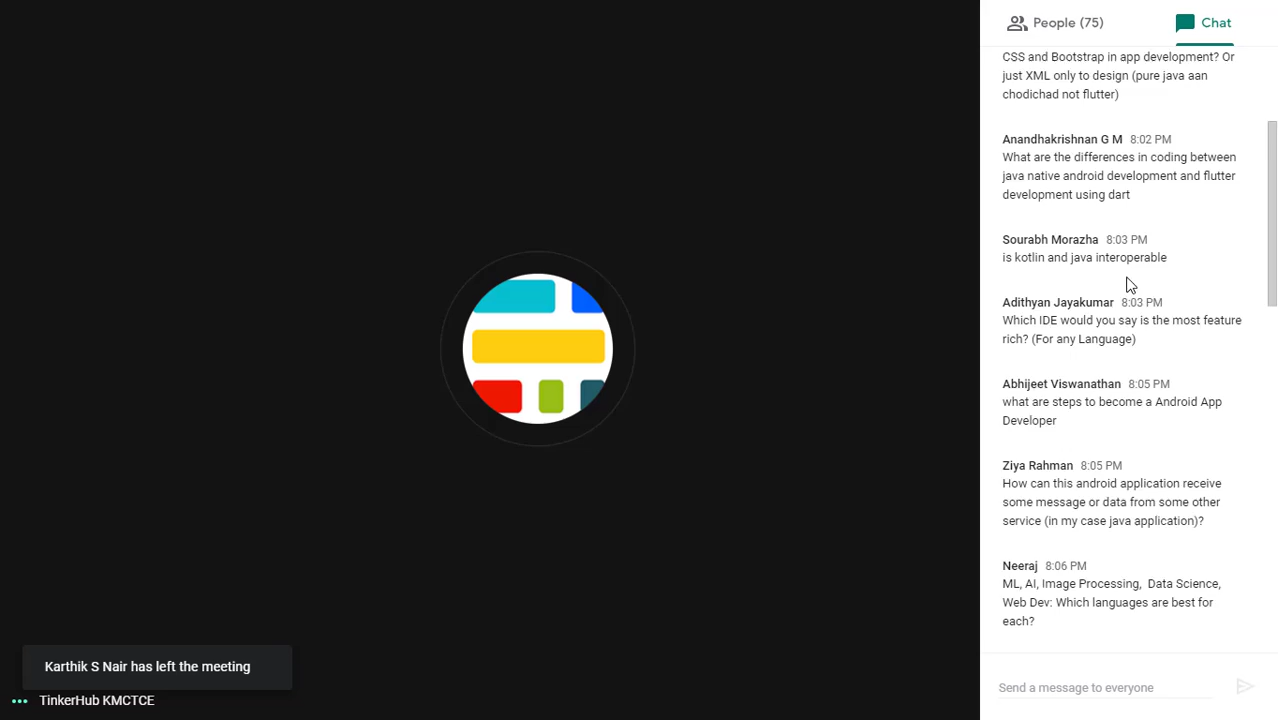 People (75)
Chat
CSS and Bootstrap in app development? Or
just XML only to design (pure java aan
chodichad not flutter)
Anandhakrishnan G M 8:02 PM
What are the differences in coding between
java native android development and flutter
development using dart
Sourabh Morazha 8:03 PM
is kotlin and java interoperable
Adithyan Jayakumar 8:03 PM
Which IDE would you say is the most feature
rich? (For any Language)
Abhijeet Viswanathan 8:05 PM
what are steps to become a Android App
Developer
Ziya Rahman 8:05 PM
How can this android application receive
some message or data from some other
service (in my case java application)?
Neeraj 8:06 PM
ML, AI, Image Processing,  Data Science,
Web Dev: Which languages are best for
each?
Send a message to everyone
Karthik S Nair has left the meeting
TinkerHub KMCTCE